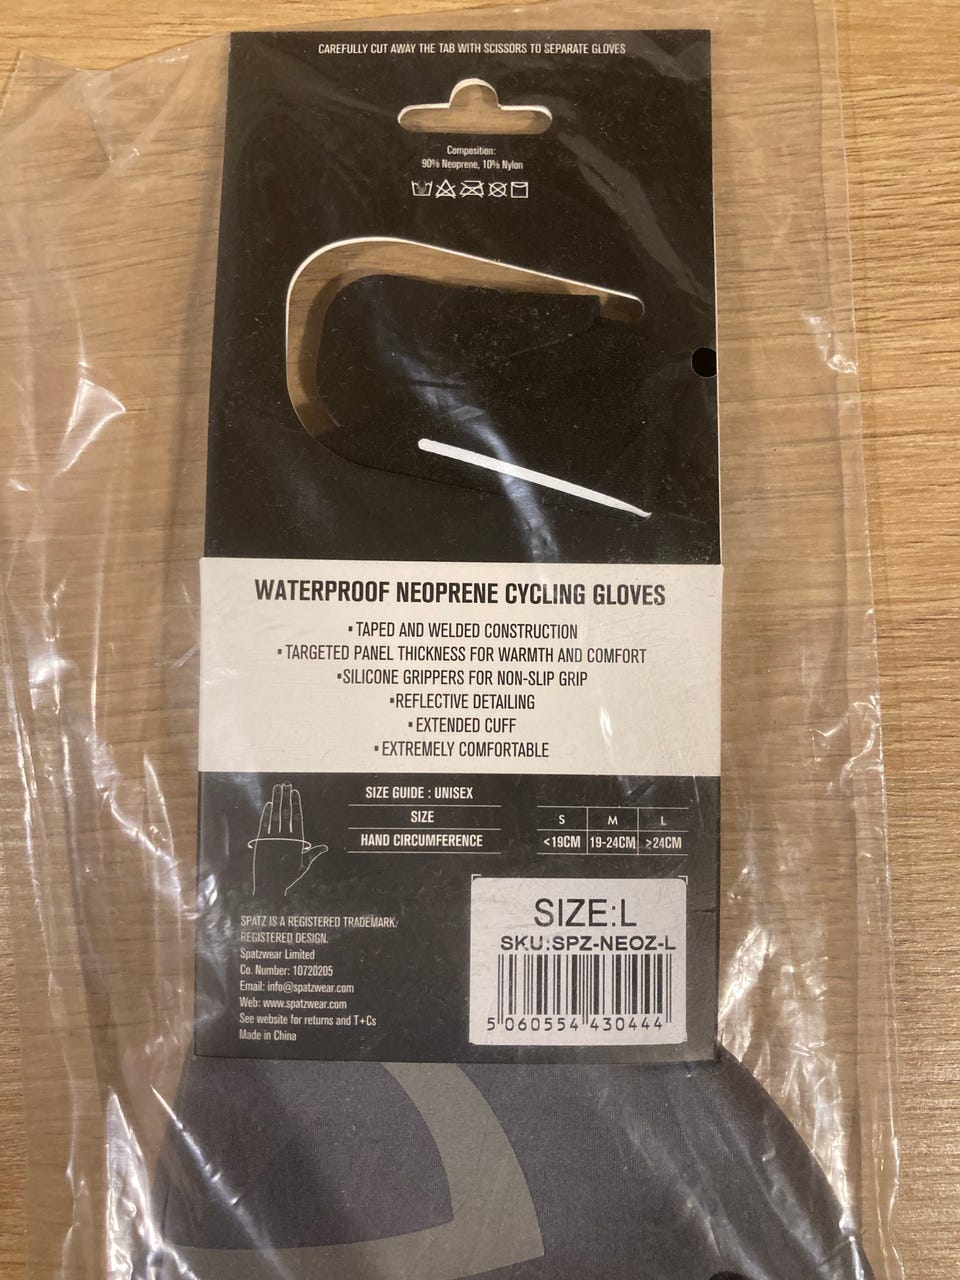 CAREFULLY CUT AWAY THE TAB WITH SCISSORS TO SEPARATE GLOVES
Composition:
90% Neoprene, 10% Nylon
WATERPROOF NEOPRENE CYCLING GLOVES
▪TAPED AND WELDED CONSTRUCTION
▪TARGETED PANEL THICKNESS FOR WARMTH AND COMFORT
▪SILICONE GRIPPERS FOR NON-SLIP GRIP
▪REFLECTIVE DETAILING
▪EXTENDED CUFF
▪EXTREMELY COMFORTABLE
SIZE GUIDE : UNISEX
SIZE S M L
HAND CIRCUMFERENCE <19CM 19-24CM >24CM
SPATZ IS A REGISTERED TRADEMARK.
REGISTERED DESIGN.
Spatzwear Limited
Co. Number: 10720205
Email: info@spatzwear.com
Web: www.spatzwear.com
See website for returns and T+Cs
Made in China
SIZE:L
SKU:SPZ-NEOZ-L
5 060554 430444